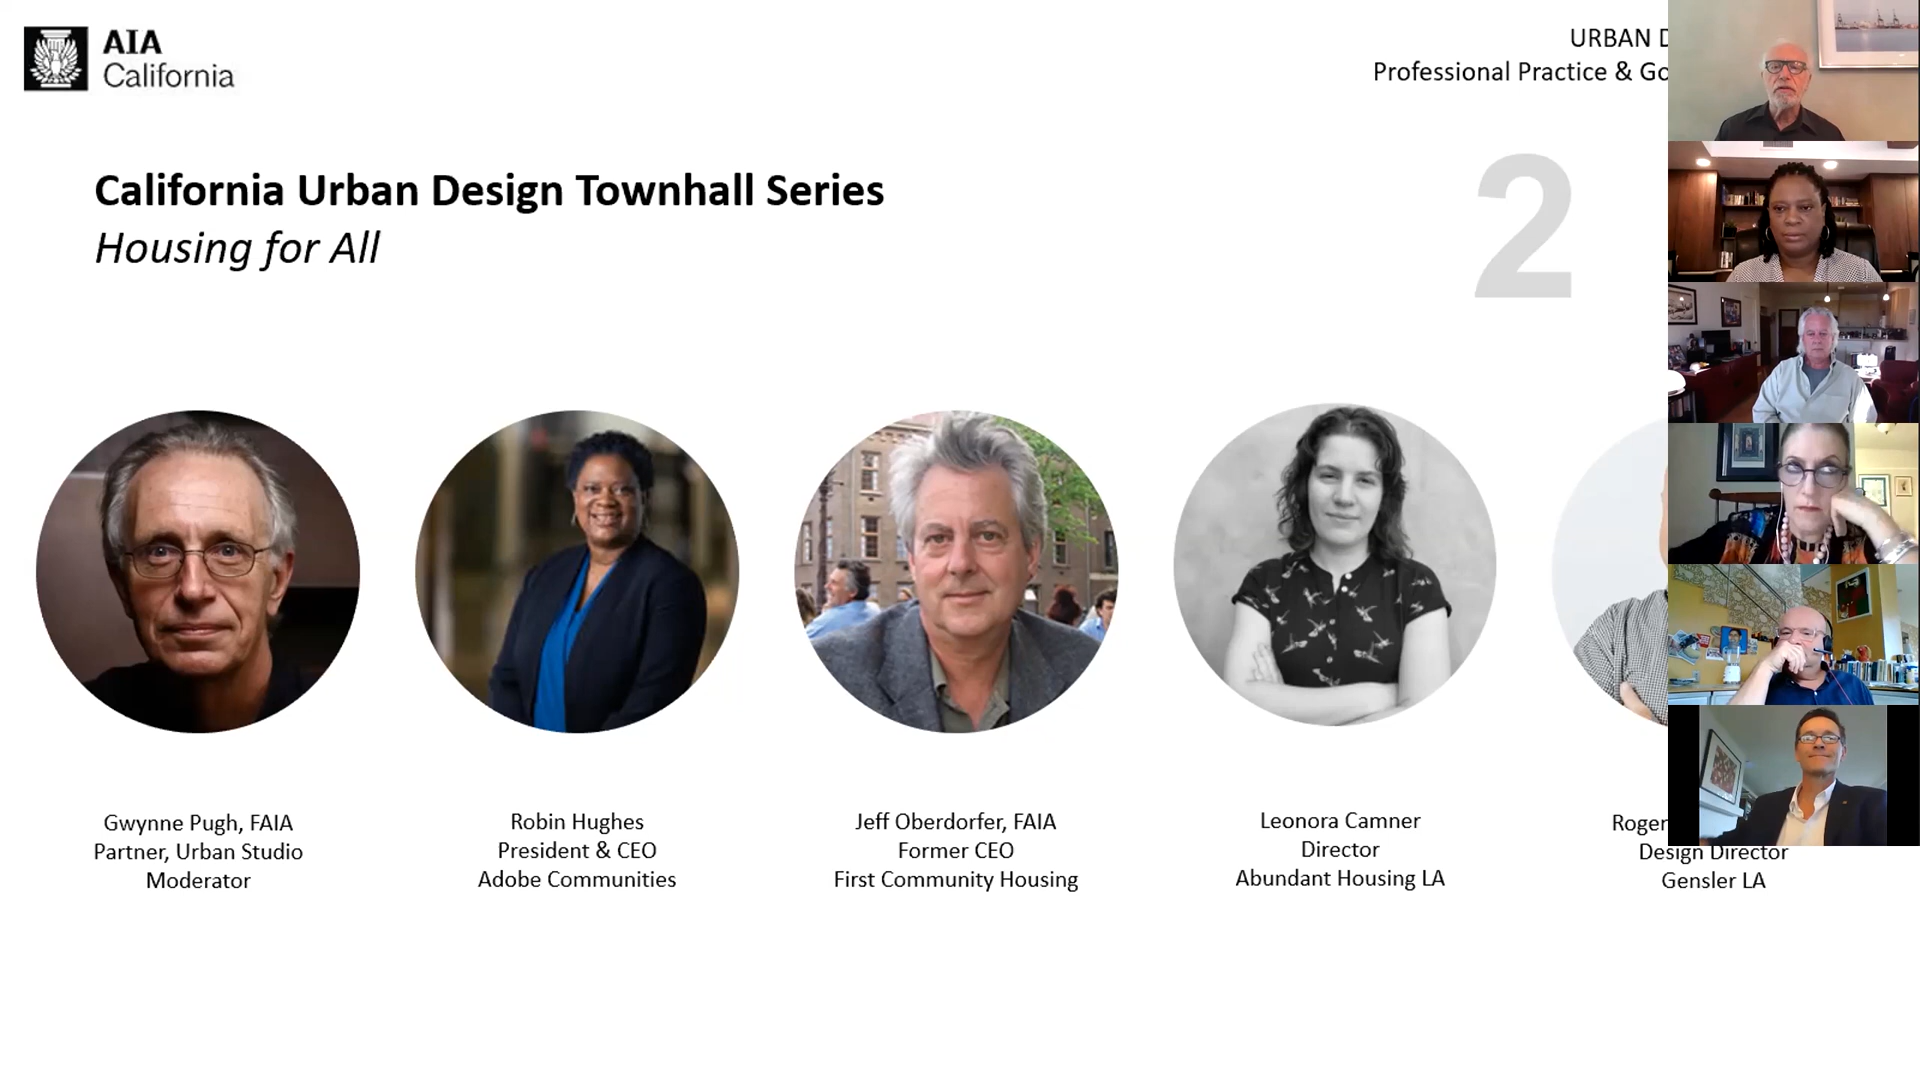 AIA
California
URBAN D
Professional Practice & Go
California Urban Design Townhall Series
Housing for All
2
Gwynne Pugh, FAIA
Partner, Urban Studio
Moderator
Robin Hughes
President & CEO
Adobe Communities
Jeff Oberdorfer, FAIA
Former CEO
First Community Housing
Leonora Camner
Director
Abundant Housing LA
Roger
Design Director
Gensler LA